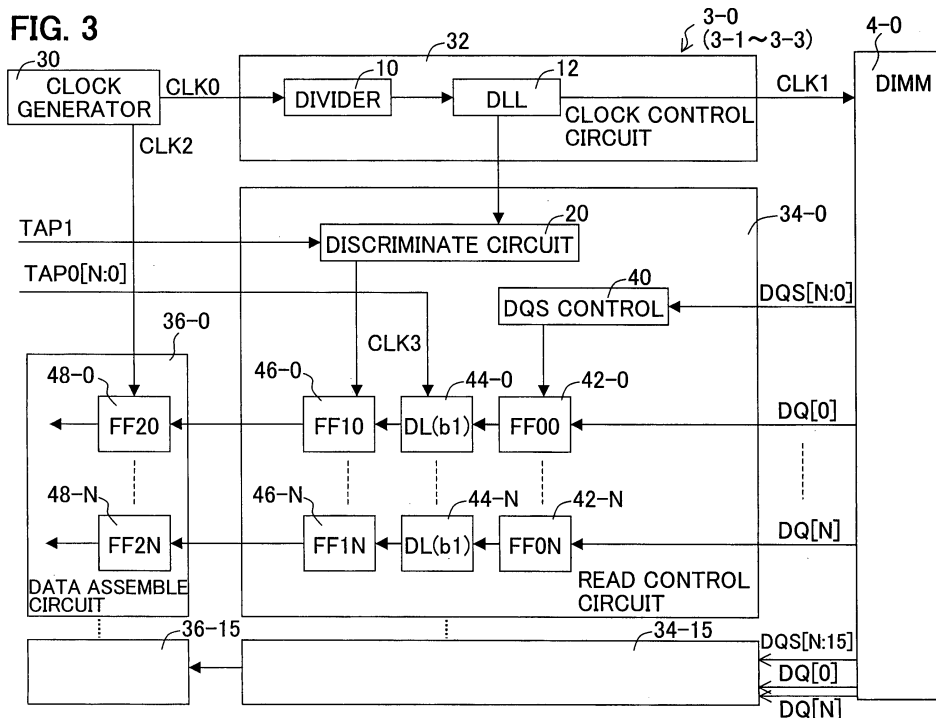 FIG. 3
30
CLOCK
GENERATOR
CLK0
CLK2
32
10
DIVIDER
12
DLL
CLOCK CONTROL
CIRCUIT
3-0
(3-1～3-3)
CLK1
4-0
DIMM
TAP1
TAP0[N:0]
20
DISCRIMINATE CIRCUIT
34-0
40
DQS CONTROL
DQS[N:0]
CLK3
36-0
48-0
FF20
46-0
FF10
44-0
DL(b1)
42-0
FF00
DQ[0]
48-N
FF2N
46-N
FF1N
44-N
DL(b1)
42-N
FF0N
DQ[N]
DATA ASSEMBLE
CIRCUIT
READ CONTROL
CIRCUIT
36-15
34-15
DQS[N:15]
DQ[0]
DQ[N]